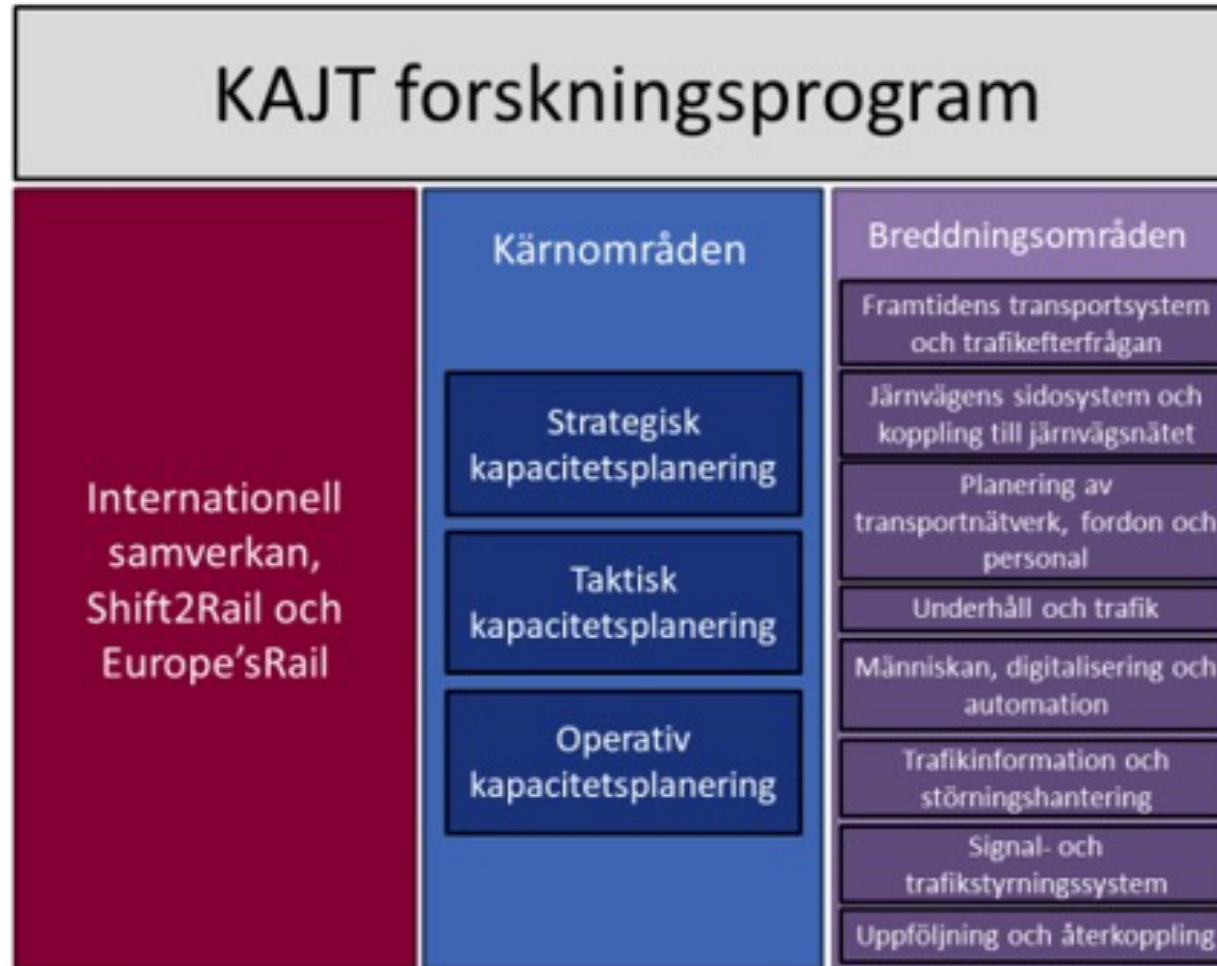 KAJT forskningsprogram
Internationell
samverkan,
Shift2Rail och
Europe'sRail
Kärnområden
Strategisk
kapacitetsplanering
Taktisk
kapacitetsplanering
Operativ
kapacitetsplanering
Breddningsområden
Framtidens transportsystem
och trafikefterfrågan
Järnvägens sidosystem och
koppling till järnvägsnätet
Planering av
transportnätverk, fordon och
personal
Underhåll och trafik
Människan, digitalisering och
automation
Trafikinformation och
störningshantering
Signal- och
trafikstyrningssystem
Uppföljning och återkoppling